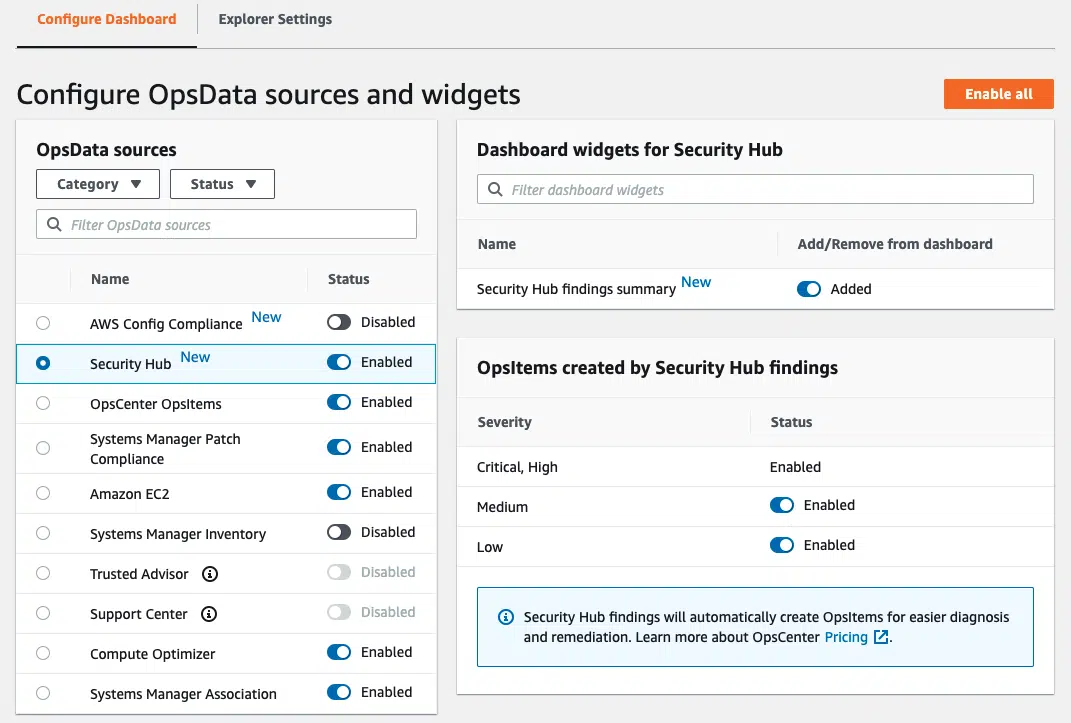 Configure Dashboard
Explorer Settings
Configure OpsData sources and widgets
Enable all
OpsData sources
Category
Status
Filter OpsData sources
Name
Status
AWS Config Compliance New
Disabled
Security Hub New
Enabled
OpsCenter OpsItems
Enabled
Systems Manager Patch
Compliance
Enabled
Amazon EC2
Enabled
Systems Manager Inventory
Disabled
Trusted Advisor
Disabled
Support Center
Disabled
Compute Optimizer
Enabled
Systems Manager Association
Enabled
Dashboard widgets for Security Hub
Filter dashboard widgets
Name
Add/Remove from dashboard
Security Hub findings summary New
Added
OpsItems created by Security Hub findings
Severity
Status
Critical, High
Enabled
Medium
Enabled
Low
Enabled
Security Hub findings will automatically create OpsItems for easier diagnosis
and remediation. Learn more about OpsCenter Pricing.